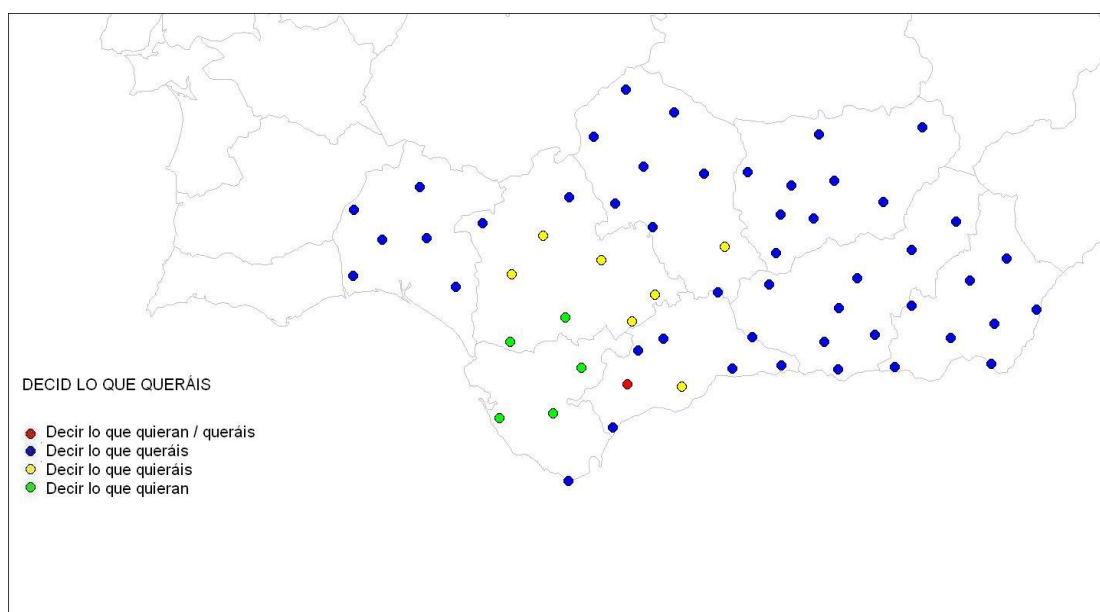 DECID LO QUE QUERÁIS
Decir lo que quieran / queráis
Decir lo que queráis
Decir lo que quieráis
Decir lo que quieran